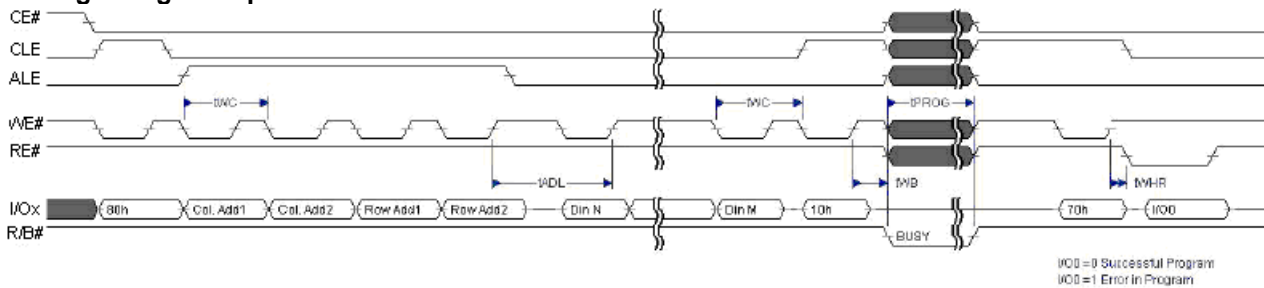 CE#
CLE
ALE
tWC
tWC
tPROG
WE#
RE#
tADL
tWB
tWHR
I/Ox
80h
Col. Add1
Col. Add2
Row Add1
Row Add2
Din N
Din M
10h
70h
I/O0
R/B#
BUSY
I/O0=0 Successful Program
I/O0=1 Error in Program